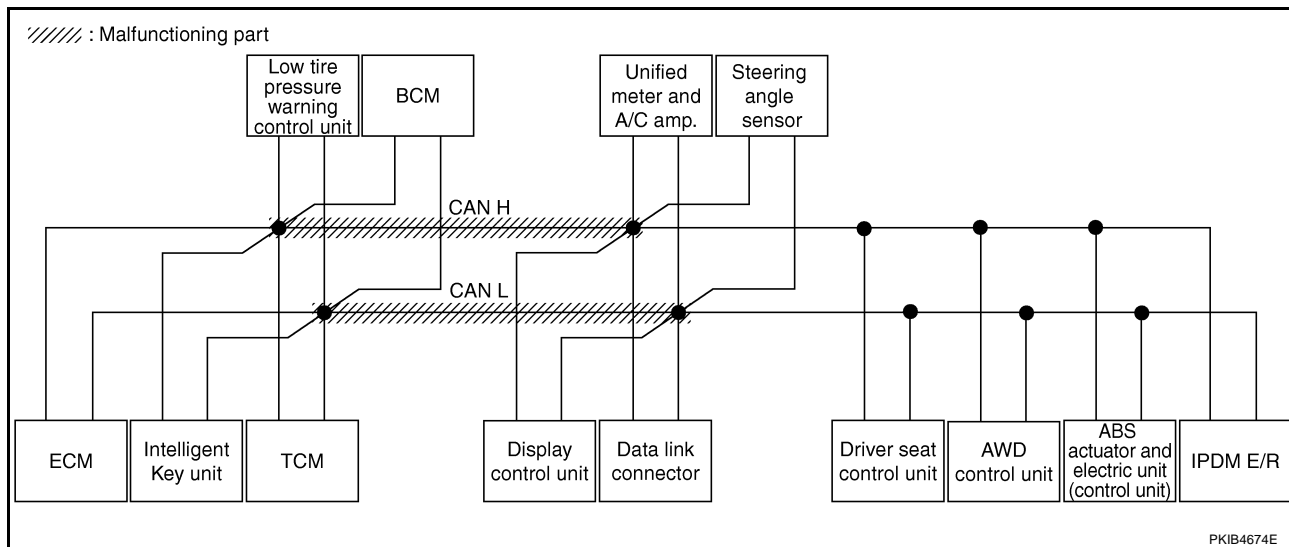 : Malfunctioning part
Low tire
pressure
warning
control unit
BCM
Unified
meter and
A/C amp.
Steering
angle
sensor
CAN H
CAN L
ECM
Intelligent
Key unit
TCM
Display
control unit
Data link
connector
Driver seat
control unit
AWD
control unit
ABS
actuator and
electric unit
(control unit)
IPDM E/R
PKIB4674E